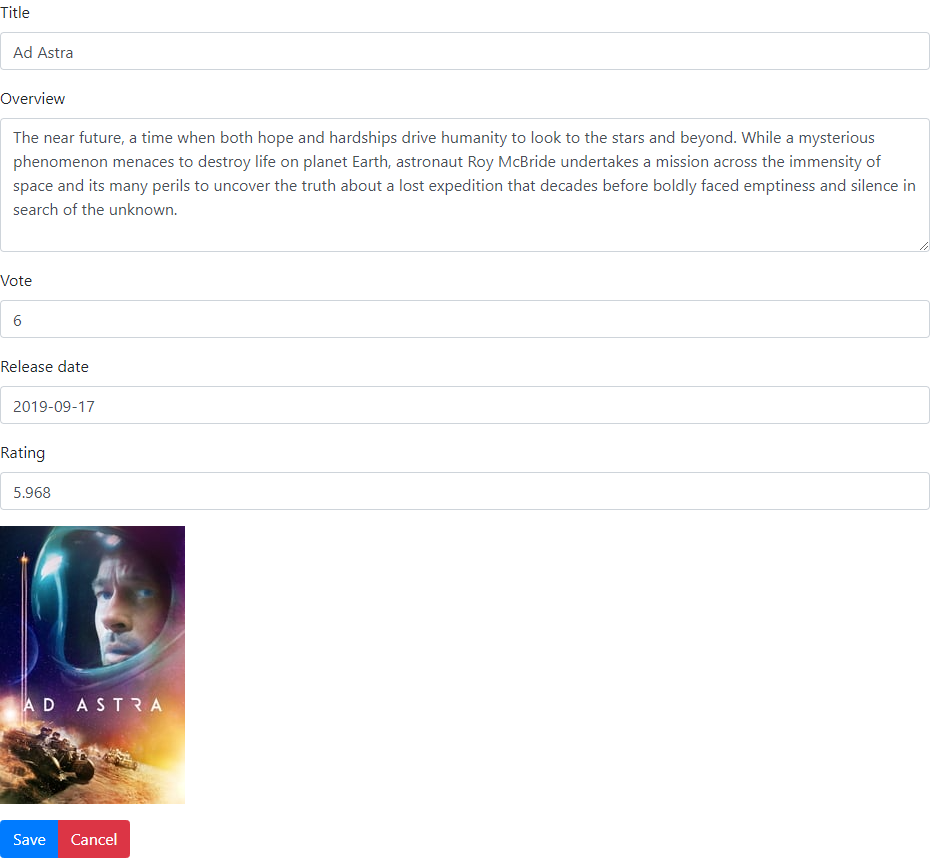 Title
Ad Astra
Overview
The near future, a time when both hope and hardships drive humanity to look to the stars and beyond. While a mysterious
phenomenon menaces to destroy life on planet Earth, astronaut Roy McBride undertakes a mission across the immensity of
space and its many perils to uncover the truth about a lost expedition that decades before boldly faced emptiness and silence in
search of the unknown.
Vote
6
Release date
2019-09-17
Rating
5.968
AD ASTRA
Save Cancel